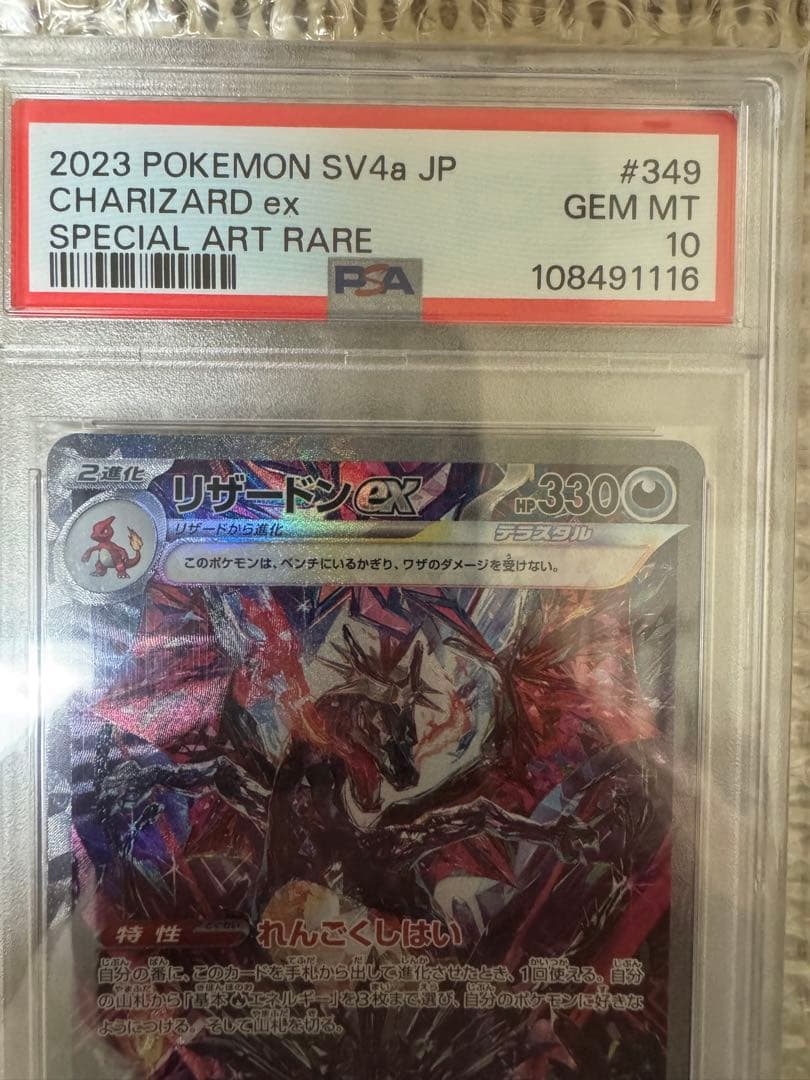 2023 POKEMON SV4a JP #349
CHARIZARD ex GEM MT
SPECIAL ART RARE 10
PSA 108491116
2進化 リザードンex HP 330
リザードから進化 テラスタル
このポケモンは、ベンチにいるかぎり、ワザのダメージを受けない。
特性 れんごくしはい
自分の番に、このカードを手札から出して進化させたとき、1回使える。自分
の山札から「基本エネルギー」を3枚まで選び、自分のポケモンに好きな
ようにつける。そして山札を切る。